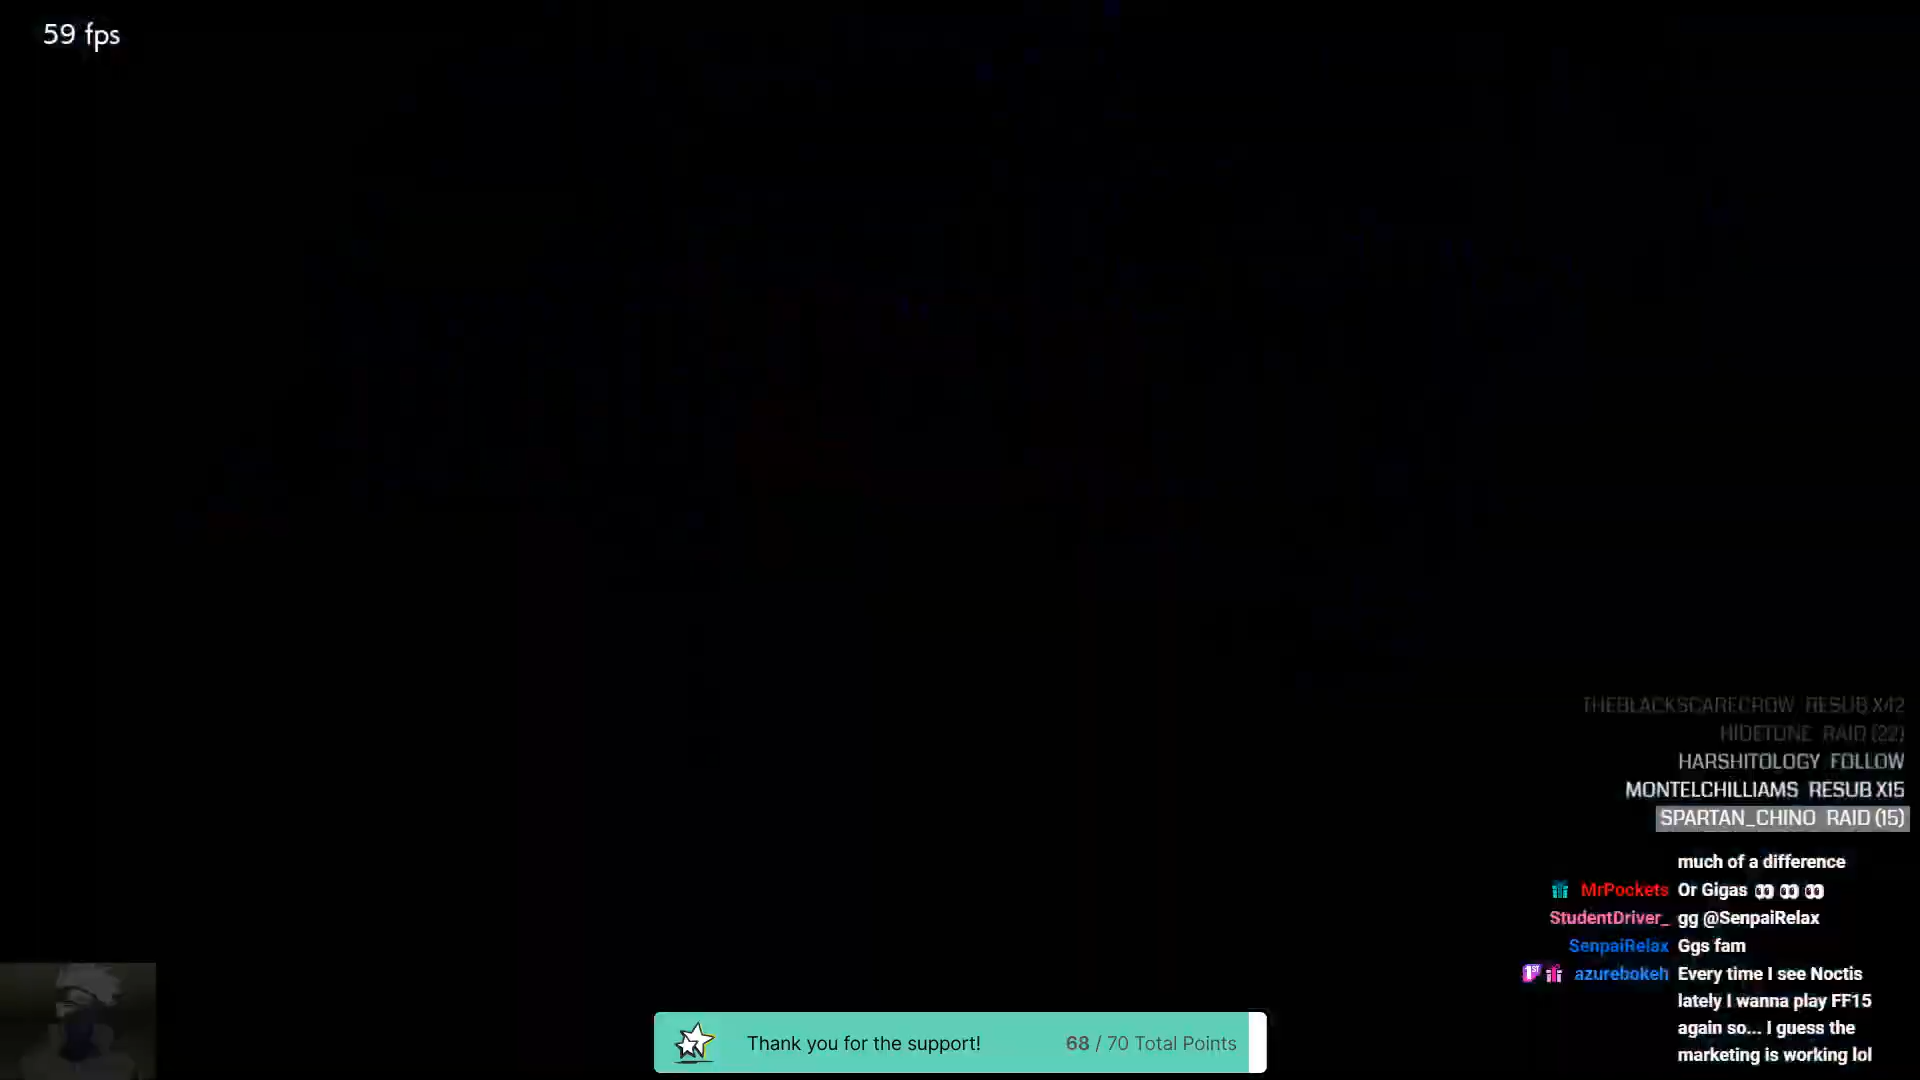 59 fps
THEBLACKSCARECROW RESUB X42
HIDETONE RAID (22)
HARSHITOLOGY FOLLOW
MONTELCHILLIAMS RESUB X15
SPARTAN_CHINO RAID (15)
much of a difference
MrPockets Or Gigas
StudentDriver_ gg @SenpaiRelax
SenpaiRelax Ggs fam
1ST azurebokeh Every time I see Noctis
lately I wanna play FF15
again so... I guess the
marketing is working lol
Thank you for the support! 68 / 70 Total Points